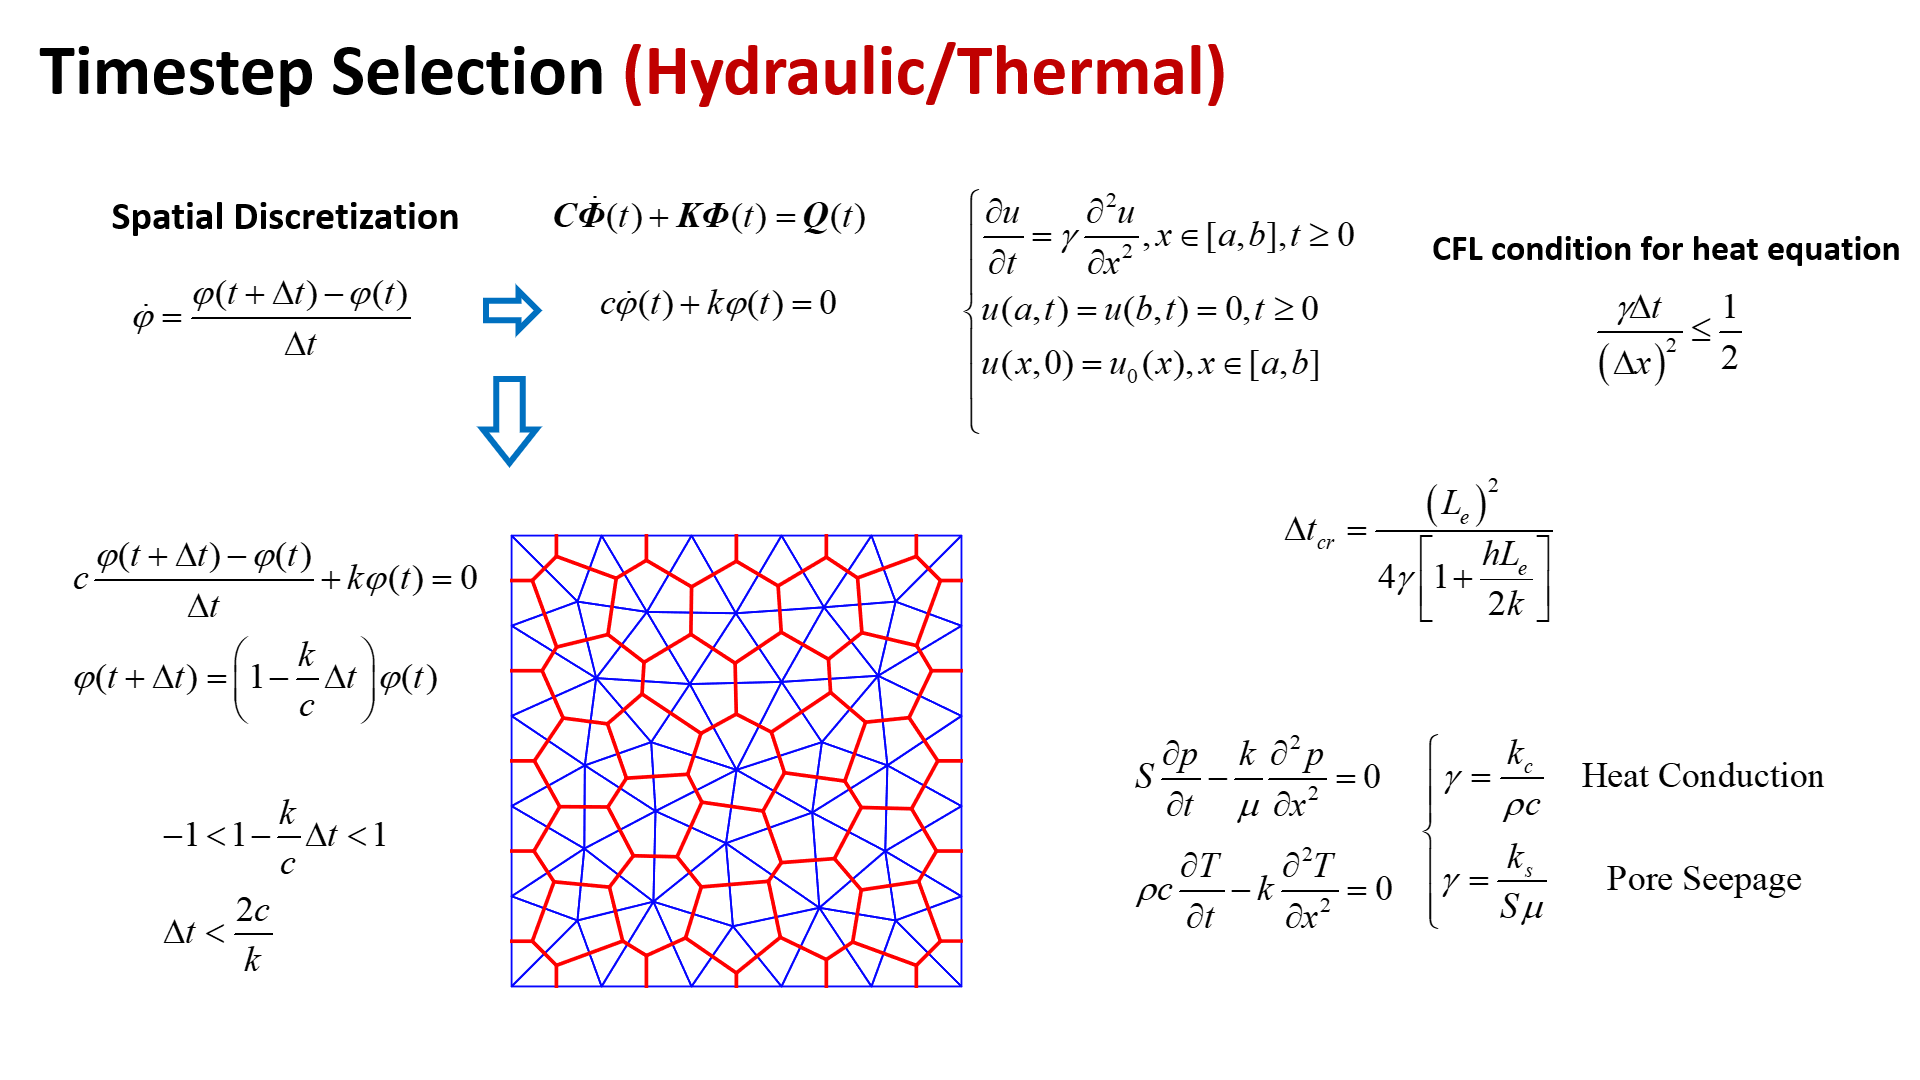 Timestep Selection (Hydraulic/Thermal)
Spatial Discretization
φ̇ = (φ(t + Δt) − φ(t)) / Δt
CΦ̇(t) + KΦ(t) = Q(t)
cφ̇(t) + kφ(t) = 0
∂u/∂t = γ ∂²u/∂x², x ∈ [a,b], t ≥ 0
u(a,t) = u(b,t) = 0, t ≥ 0
u(x,0) = u₀(x), x ∈ [a,b]
CFL condition for heat equation
γΔt / (Δx)² ≤ 1/2
c (φ(t + Δt) − φ(t)) / Δt + kφ(t) = 0
φ(t + Δt) = (1 − k/c Δt) φ(t)
−1 < 1 − k/c Δt < 1
Δt < 2c/k
Δt_cr = (L_e)² / 4γ[1 + hL_e/2k]
S ∂p/∂t − k/μ ∂²p/∂x² = 0
ρc ∂T/∂t − k ∂²T/∂x² = 0
γ = k_c/ρc Heat Conduction
γ = k_s/Sμ Pore Seepage